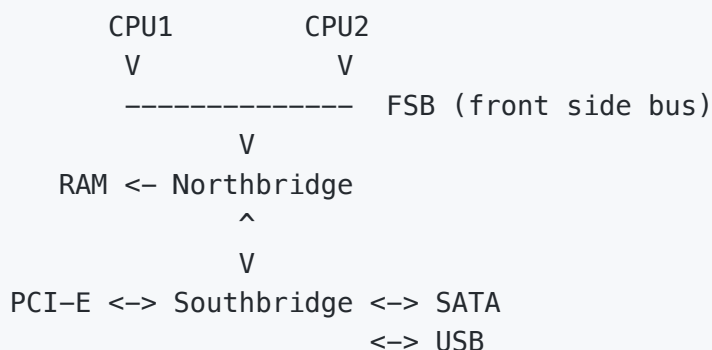 CPU1 CPU2
V V
-------------- FSB (front side bus)
V
RAM <- Northbridge
^
V
PCI-E <-> Southbridge <-> SATA
<-> USB